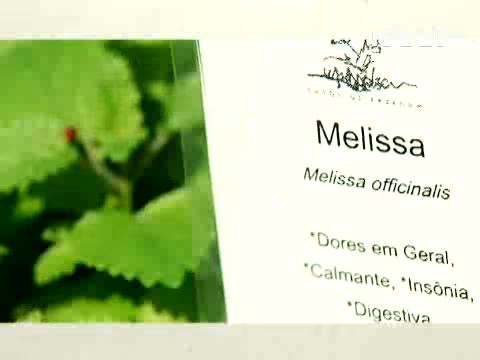 Melissa
Melissa officinalis
*Dores em Geral,
*Calmante, *Insônia,
*Digestiva